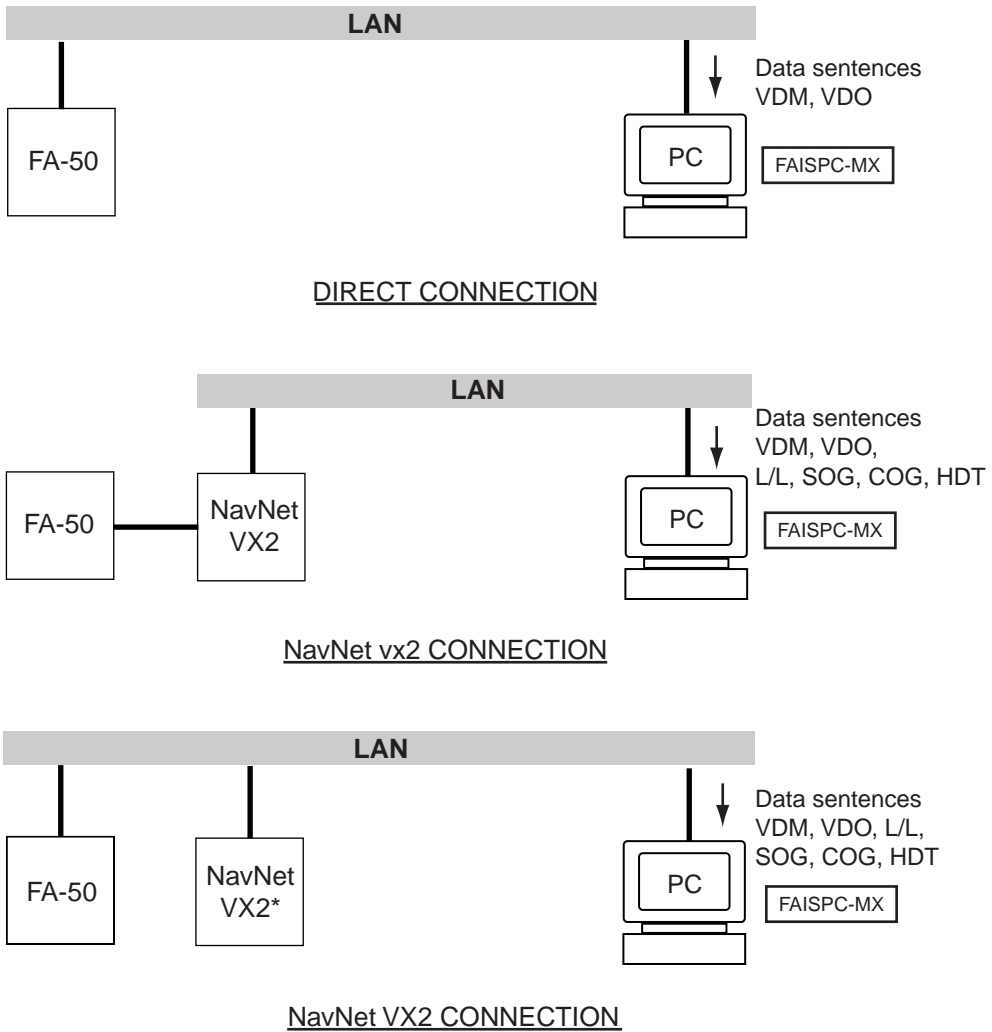 LAN
FA-50
PC
Data sentences
VDM, VDO
FAISPC-MX
DIRECT CONNECTION
LAN
FA-50
NavNet
VX2
PC
Data sentences
VDM, VDO,
L/L, SOG, COG, HDT
FAISPC-MX
NavNet vx2 CONNECTION
LAN
FA-50
NavNet
VX2*
PC
Data sentences
VDM, VDO, L/L,
SOG, COG, HDT
FAISPC-MX
NavNet VX2 CONNECTION